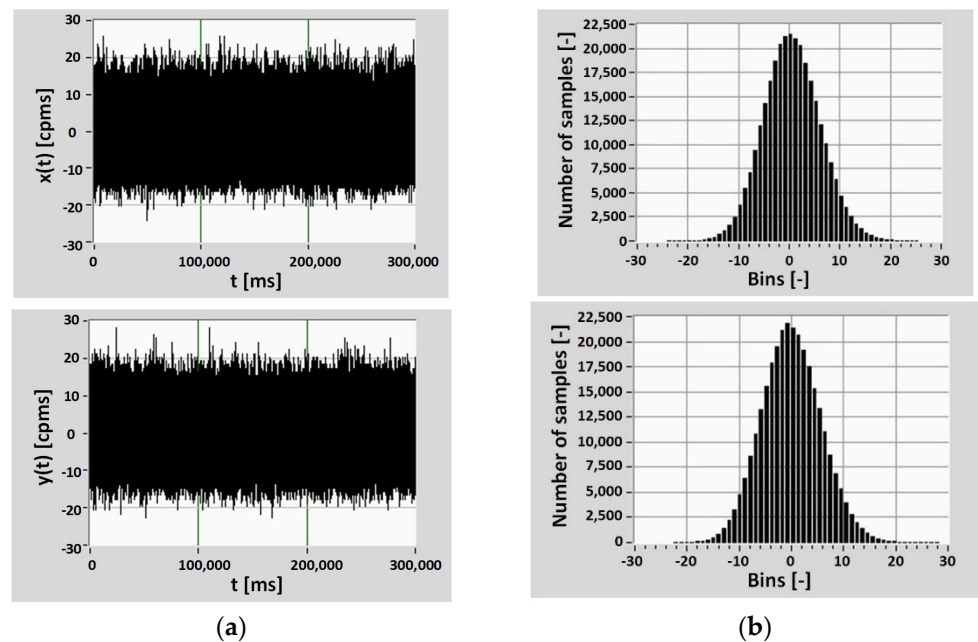 x(t) [cpms]
30
20
10
0
-10
-20
-30
0 100,000 200,000 300,000
t [ms]
Number of samples [-]
22,500
20,000
17,500
15,000
12,500
10,000
7,500
5,000
2,500
0
-30 -20 -10 0 10 20 30
Bins [-]
y(t) [cpms]
30
20
10
0
-10
-20
-30
0 100,000 200,000 300,000
t [ms]
Number of samples [-]
22,500
20,000
17,500
15,000
12,500
10,000
7,500
5,000
2,500
0
-30 -20 -10 0 10 20 30
Bins [-]
(a) (b)